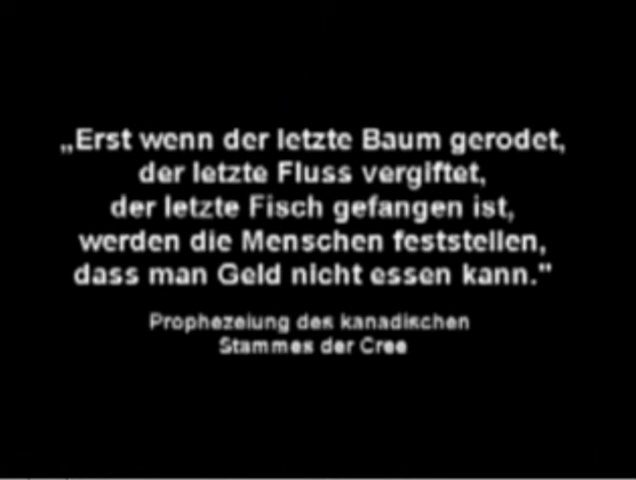 „Erst wenn der letzte Baum gerodet,
der letzte Fluss vergiftet,
der letzte Fisch gefangen ist,
werden die Menschen feststellen,
dass man Geld nicht essen kann."
Prophezeiung des kanadischen
Stammes der Cree